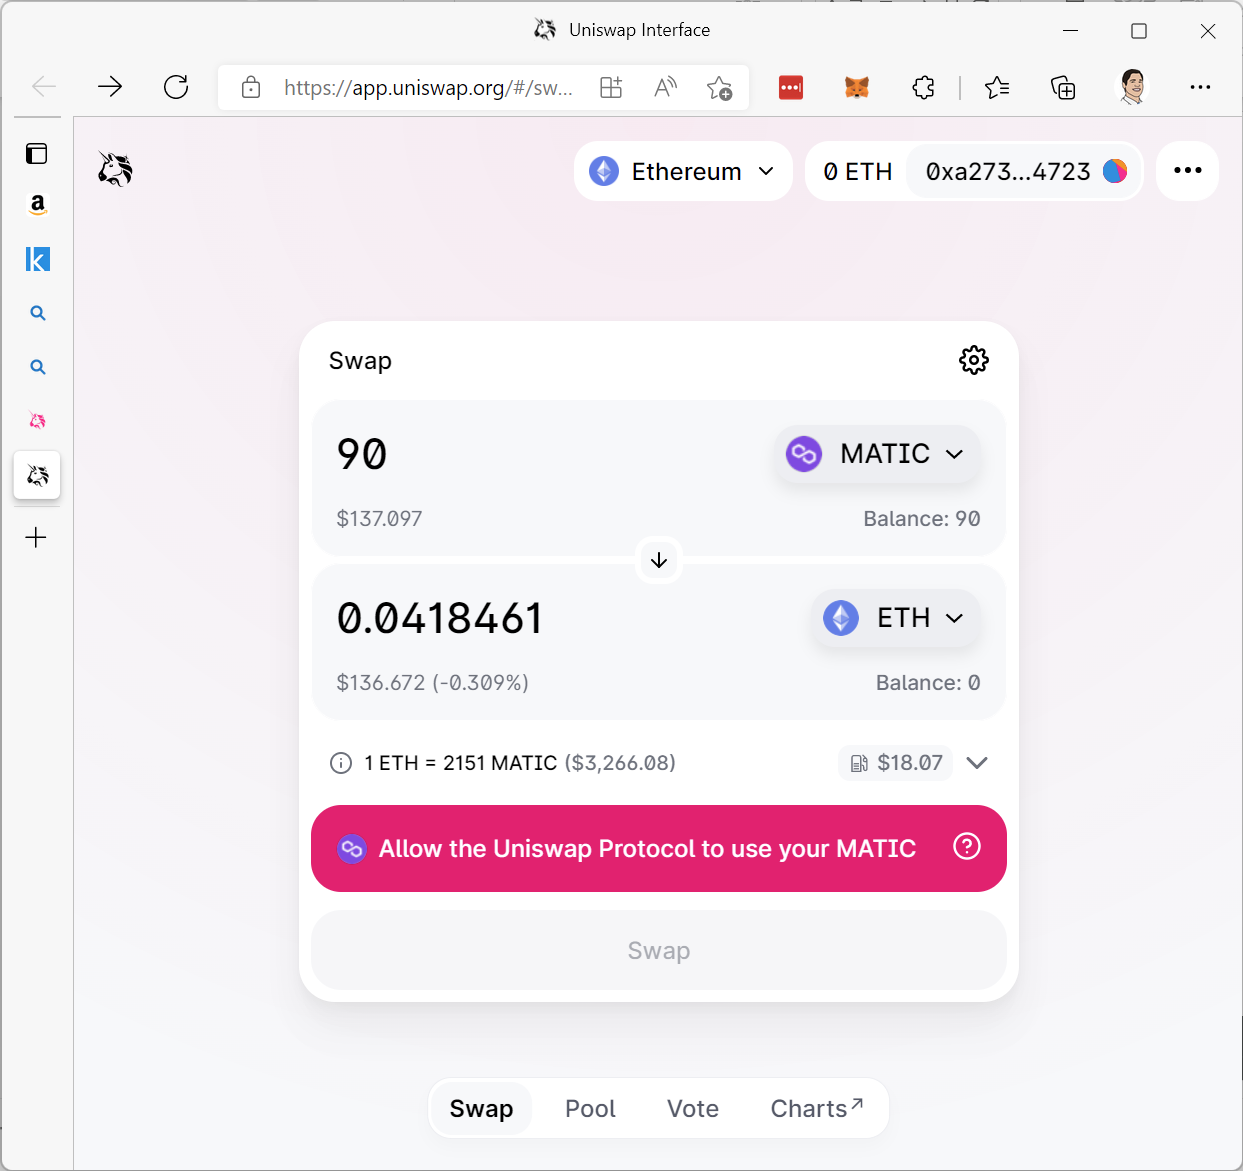 Uniswap Interface
https://app.uniswap.org/#/sw...
Ethereum
0 ETH
0xa273...4723
Swap
90
MATIC
$137.097
Balance: 90
0.0418461
ETH
$136.672 (-0.309%)
Balance: 0
1 ETH = 2151 MATIC ($3,266.08)
$18.07
Allow the Uniswap Protocol to use your MATIC
Swap
Swap
Pool
Vote
Charts↗